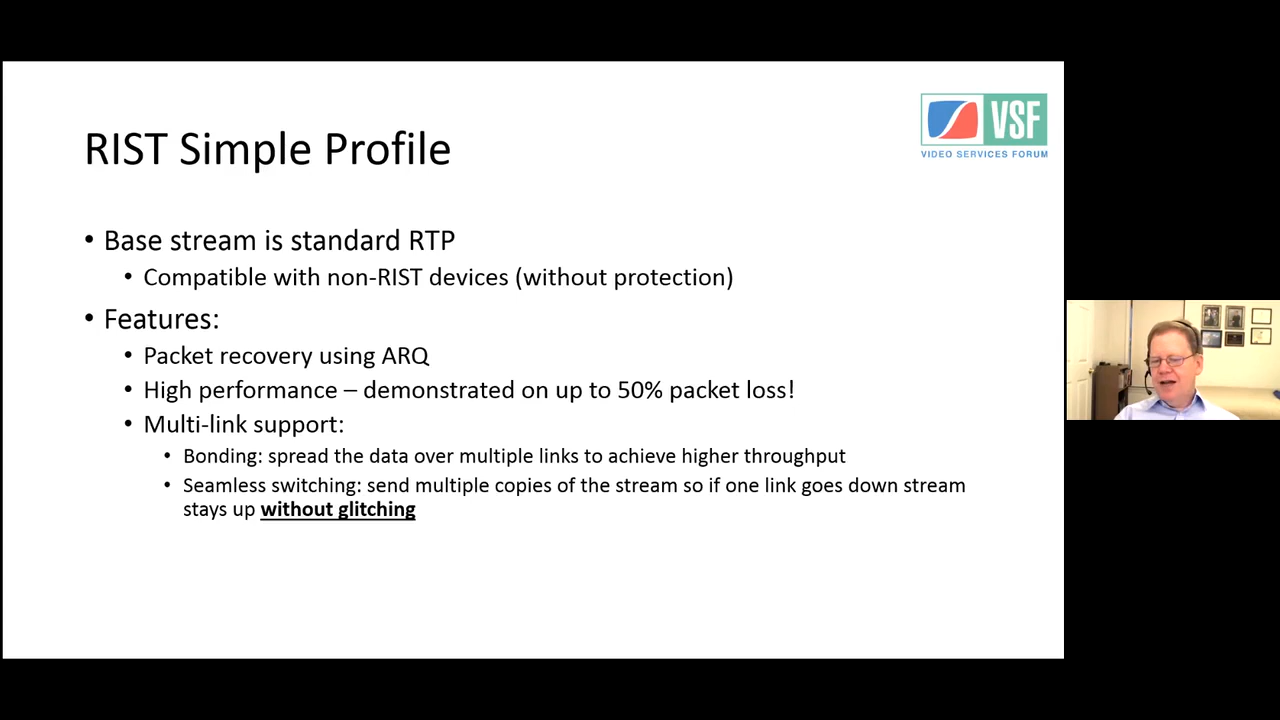 VSF
VIDEO SERVICES FORUM
RIST Simple Profile
• Base stream is standard RTP
• Compatible with non-RIST devices (without protection)
• Features:
• Packet recovery using ARQ
• High performance – demonstrated on up to 50% packet loss!
• Multi-link support:
• Bonding: spread the data over multiple links to achieve higher throughput
• Seamless switching: send multiple copies of the stream so if one link goes down stream
stays up without glitching